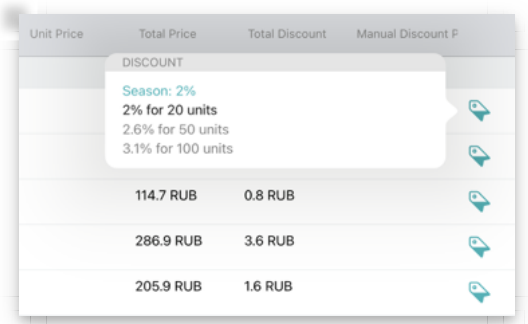 Unit Price Total Price Total Discount Manual Discount P
DISCOUNT
Season: 2%
2% for 20 units
2.6% for 50 units
3.1% for 100 units
114.7 RUB 0.8 RUB
286.9 RUB 3.6 RUB
205.9 RUB 1.6 RUB